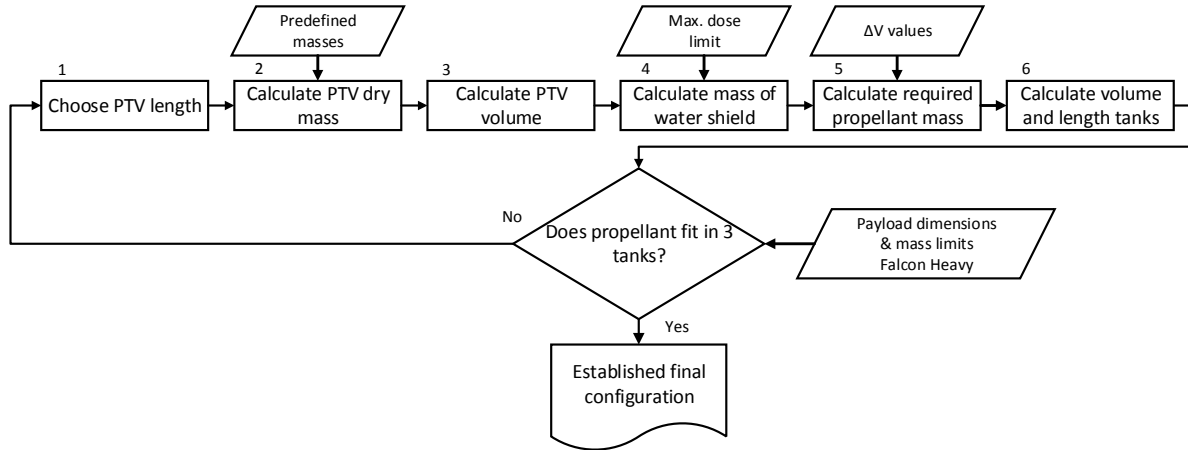 Predefined
masses
Max. dose
limit
ΔV values
1
Choose PTV length
2
Calculate PTV dry
mass
3
Calculate PTV
volume
4
Calculate mass of
water shield
5
Calculate required
propellant mass
6
Calculate volume
and length tanks
No
Does propellant fit in 3
tanks?
Payload dimensions
& mass limits
Falcon Heavy
Yes
Established final
configuration